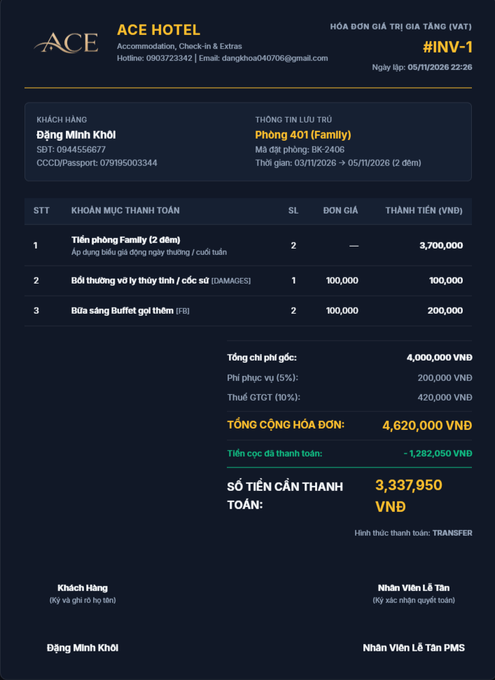 ACE
ACE HOTEL
Accommodation, Check-in & Extras
Hotline: 0903723342 | Email: dangkhoa040706@gmail.com
HÓA ĐƠN GIÁ TRỊ GIA TĂNG (VAT)
#INV-1
Ngày lập: 05/11/2026 22:26
KHÁCH HÀNG
Đặng Minh Khôi
SĐT: 0944556677
CCCD/Passport: 079195003344
THÔNG TIN LƯU TRÚ
Phòng 401 (Family)
Mã đặt phòng: BK-2406
Thời gian: 03/11/2026 → 05/11/2026 (2 đêm)
STT KHOẢN MỤC THANH TOÁN SL ĐƠN GIÁ THÀNH TIỀN (VNĐ)
1 Tiền phòng Family (2 đêm) 2 — 3,700,000
Áp dụng biểu giá động ngày thường / cuối tuần
2 Bồi thường vỡ ly thủy tinh / cốc sứ [DAMAGES] 1 100,000 100,000
3 Bữa sáng Buffet gọi thêm [FB] 2 100,000 200,000
Tổng chi phí gốc: 4,000,000 VNĐ
Phí phục vụ (5%): 200,000 VNĐ
Thuế GTGT (10%): 420,000 VNĐ
TỔNG CỘNG HÓA ĐƠN: 4,620,000 VNĐ
Tiền cọc đã thanh toán: - 1,282,050 VNĐ
SỐ TIỀN CẦN THANH TOÁN: 3,337,950 VNĐ
Hình thức thanh toán: TRANSFER
Khách Hàng
(Ký và ghi rõ họ tên)
Đặng Minh Khôi
Nhân Viên Lễ Tân
(Ký xác nhận quyết toán)
Nhân Viên Lễ Tân PMS